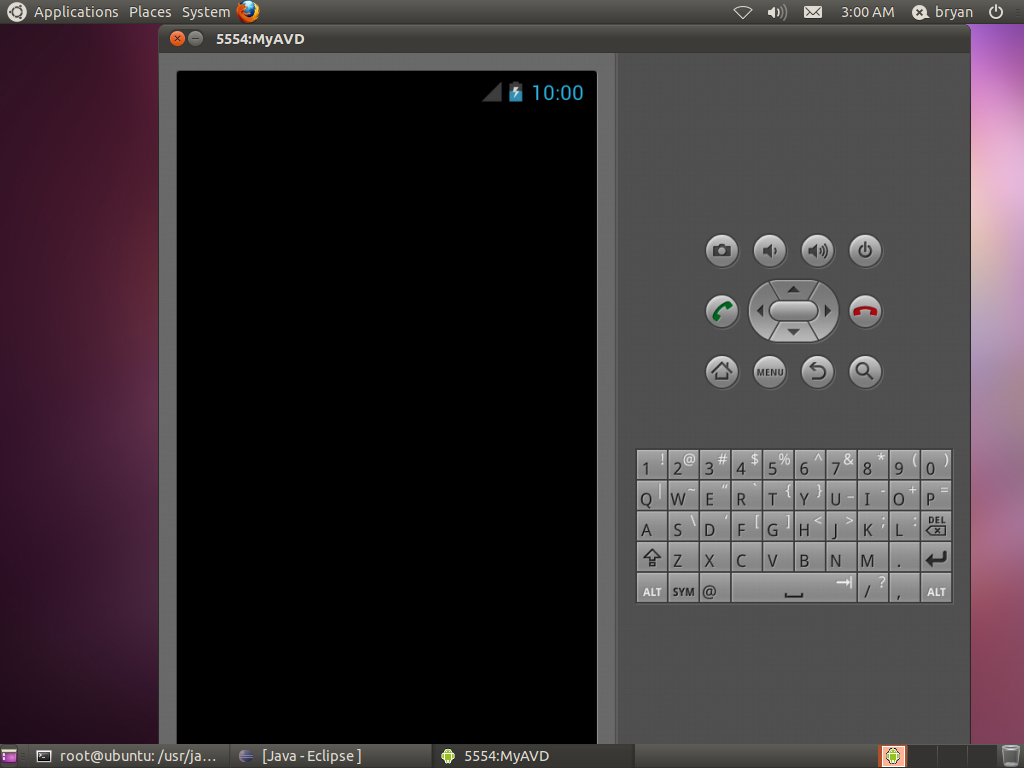 Applications Places System 3:00 AM bryan
5554:MyAVD
10:00
MENU
1 ! 2 @ 3 # 4 $ 5 % 6 ^ 7 & 8 * 9 ( 0 )
Q | W ~ E “ R ` T { Y } U _ I - O + P =
A S \ D ‘ F [ G ] H < J > K ; L : DEL
Z X C V B N M .
ALT SYM @ / ? , ALT
root@ubuntu: /usr/ja... [Java - Eclipse ] 5554:MyAVD